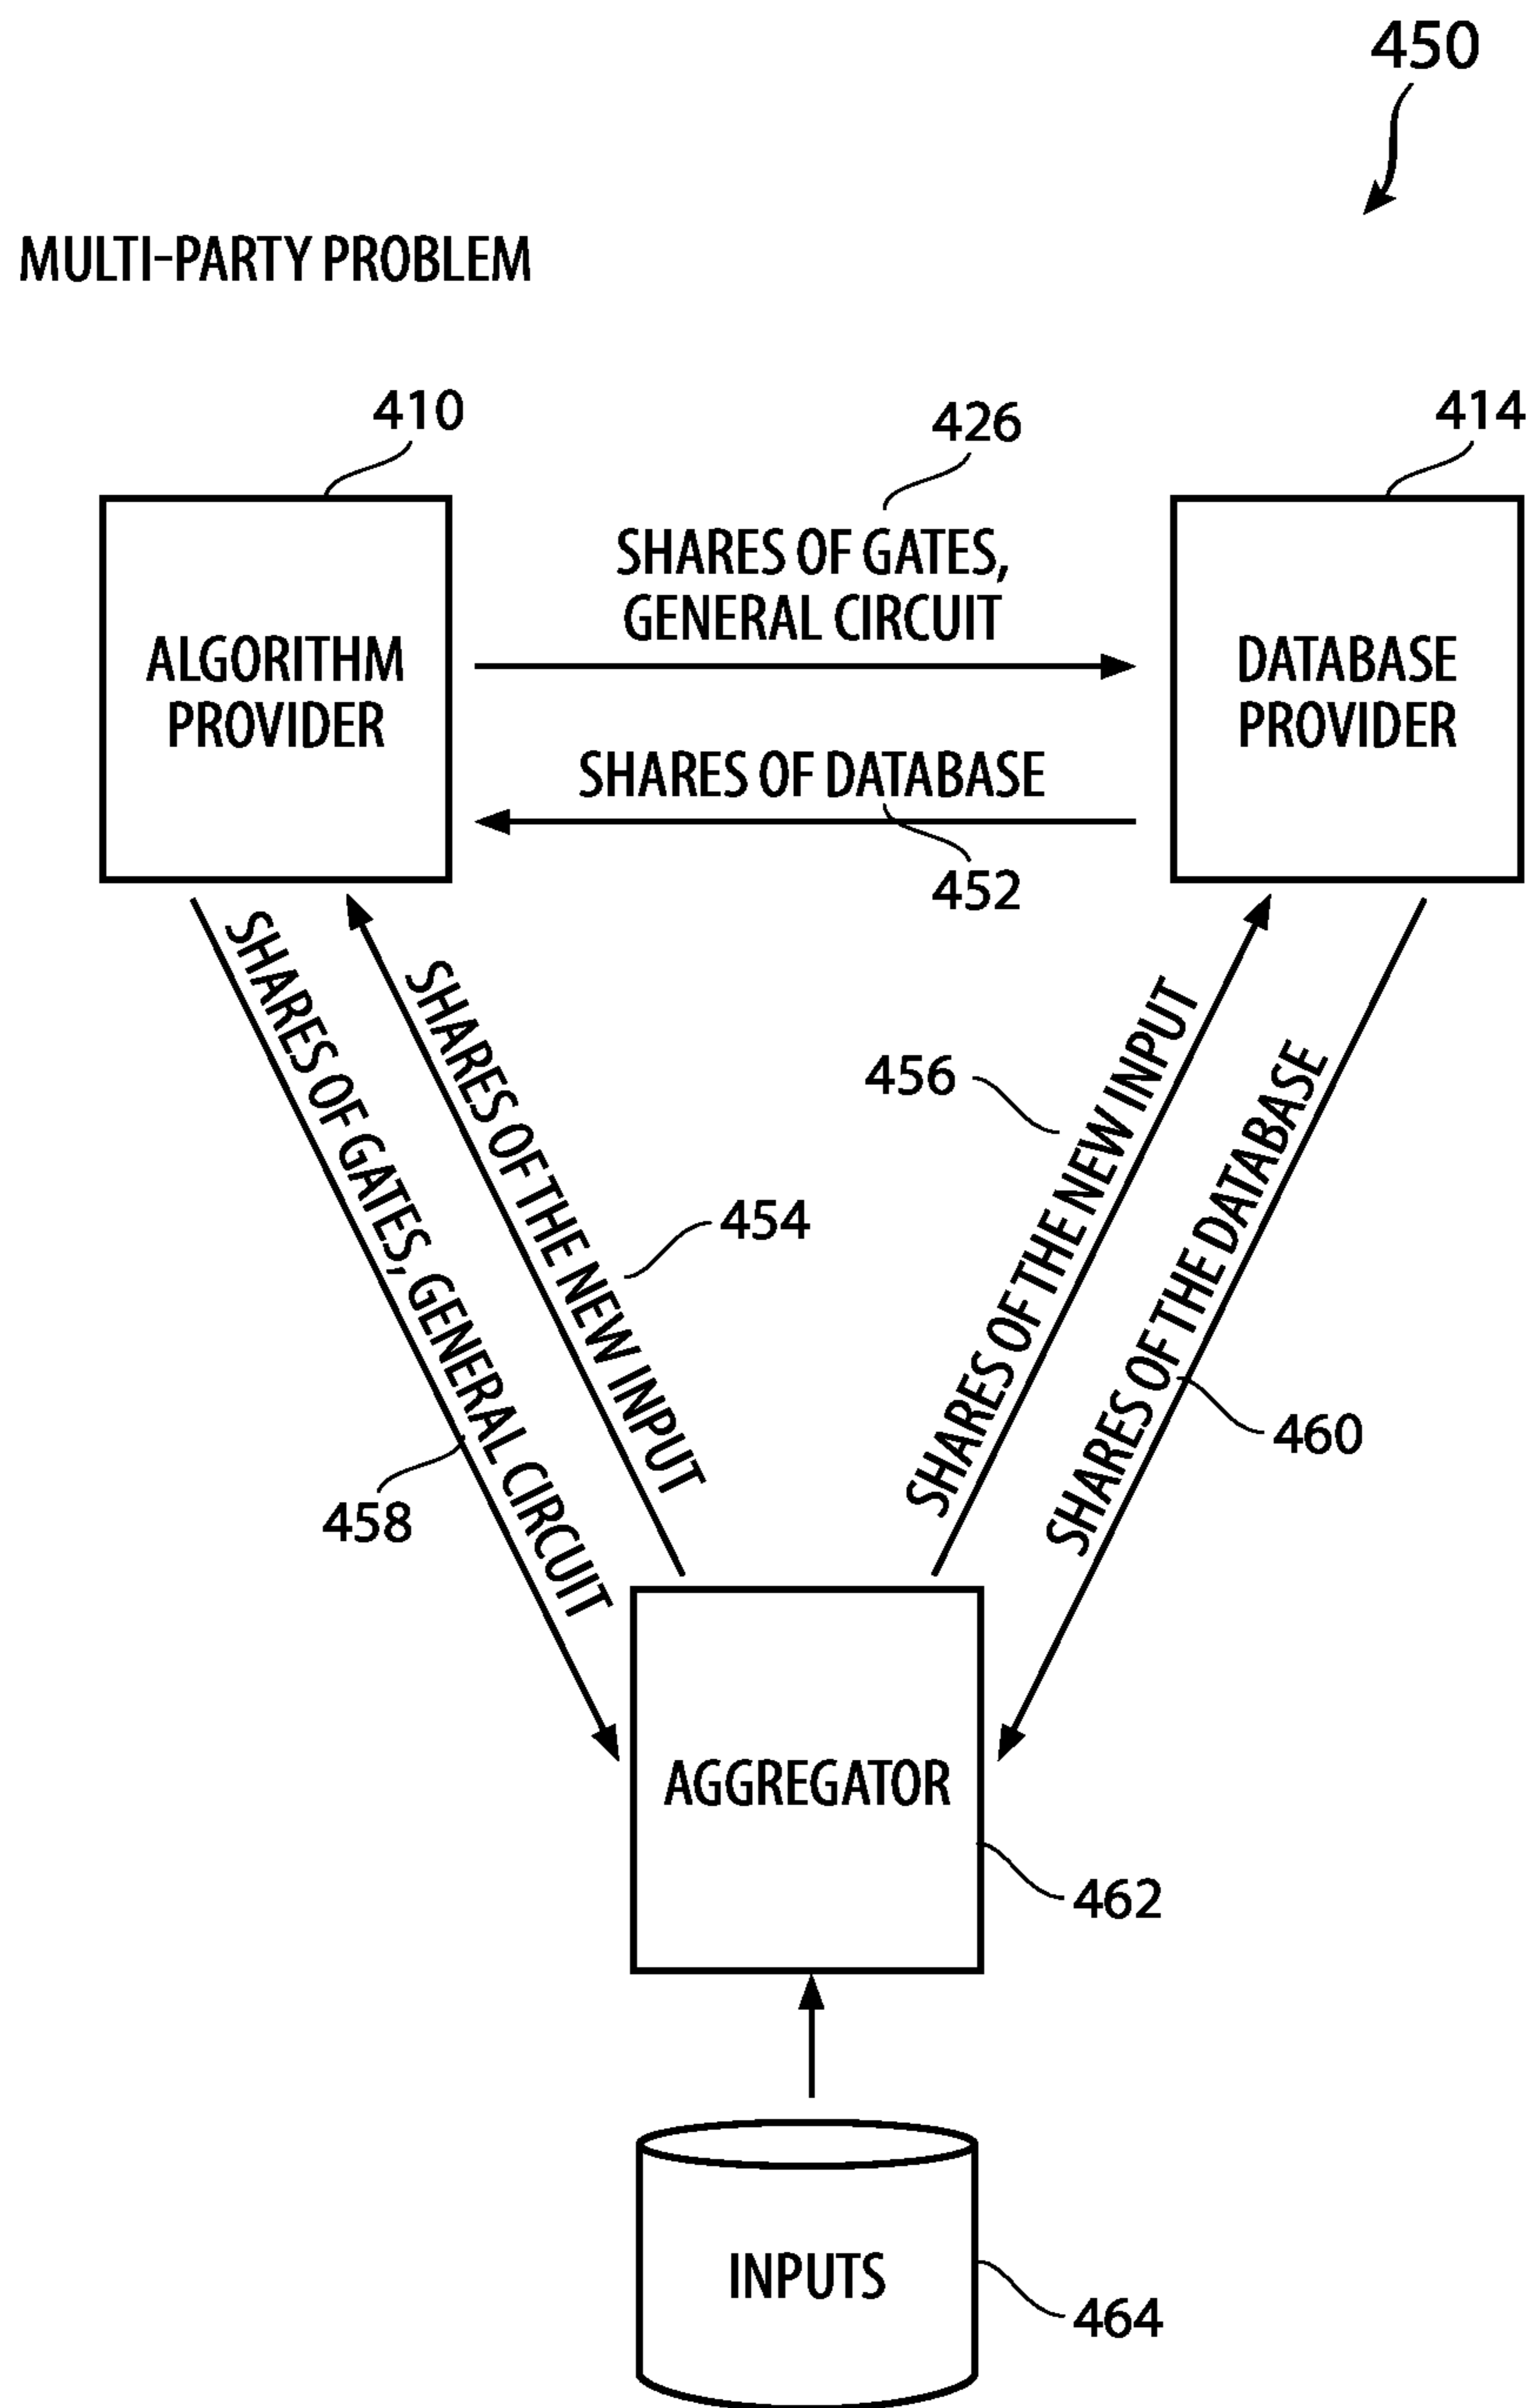 450
MULTI-PARTY PROBLEM
410
426
414
SHARES OF GATES,
GENERAL CIRCUIT
ALGORITHM
PROVIDER
DATABASE
PROVIDER
SHARES OF DATABASE
452
SHARES OF GATES, GENERAL CIRCUIT
SHARES OF THE NEW INPUT
456
SHARES OF THE NEW INPUT
SHARES OF THE DATABASE
454
460
458
AGGREGATOR
462
INPUTS
464